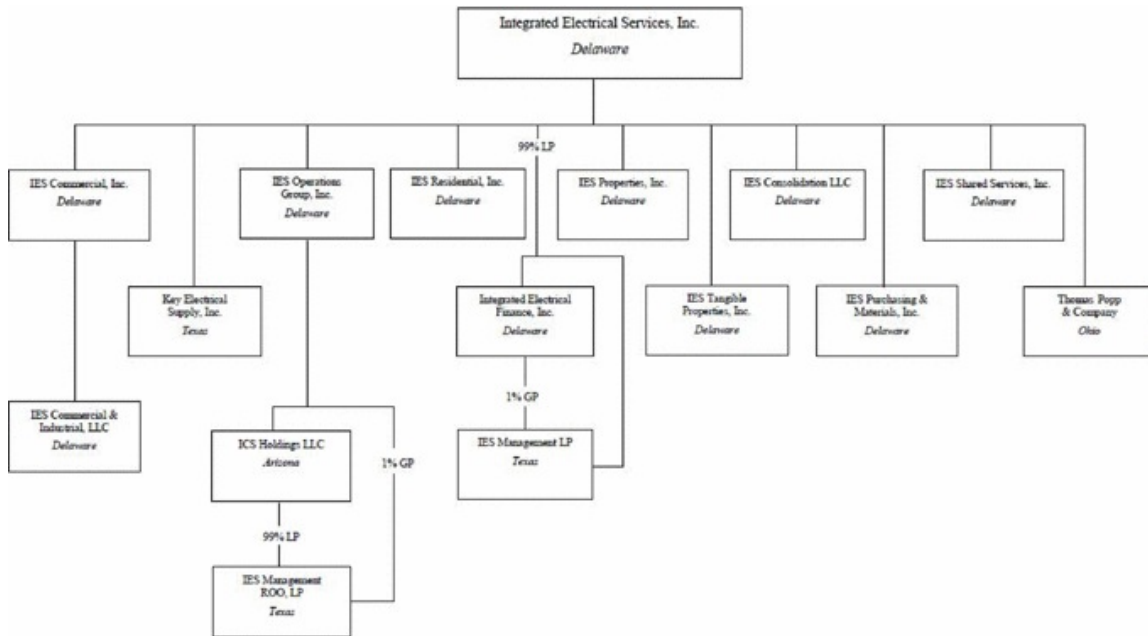 Integrated Electrical Services, Inc.
Delaware
99% LP
IES Commercial, Inc.
Delaware
IES Operations
Group, Inc.
Delaware
IES Residential, Inc.
Delaware
IES Properties, Inc.
Delaware
IES Consolidation LLC
Delaware
IES Shared Services, Inc.
Delaware
Key Electrical
Supply, Inc.
Texas
Integrated Electrical
Finance, Inc.
Delaware
IES Tangible
Properties, Inc.
Delaware
IES Purchasing &
Materials, Inc.
Delaware
Thomas Popp
& Company
Ohio
1% GP
IES Commercial &
Industrial, LLC
Delaware
ICS Holdings LLC
Arizona
1% GP
IES Management LP
Texas
99% LP
IES Management
ROO, LP
Texas